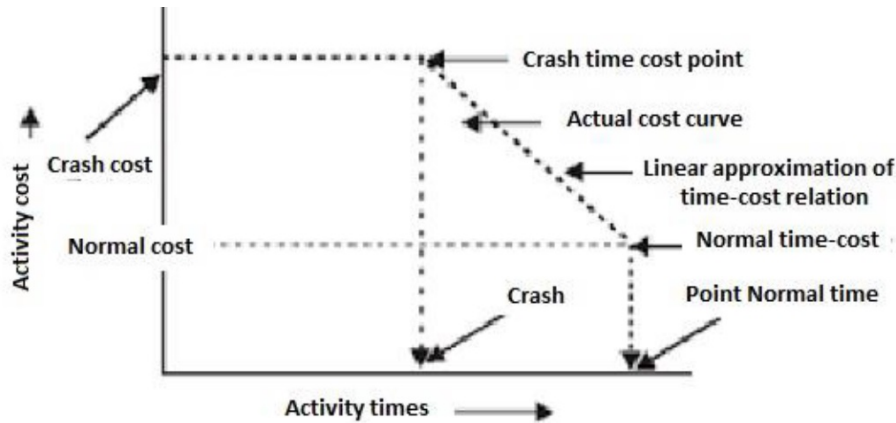 Crash time cost point
Actual cost curve
Crash cost
Linear approximation of
time-cost relation
Activity cost
Normal cost
Normal time-cost
Crash
Point Normal time
Activity times